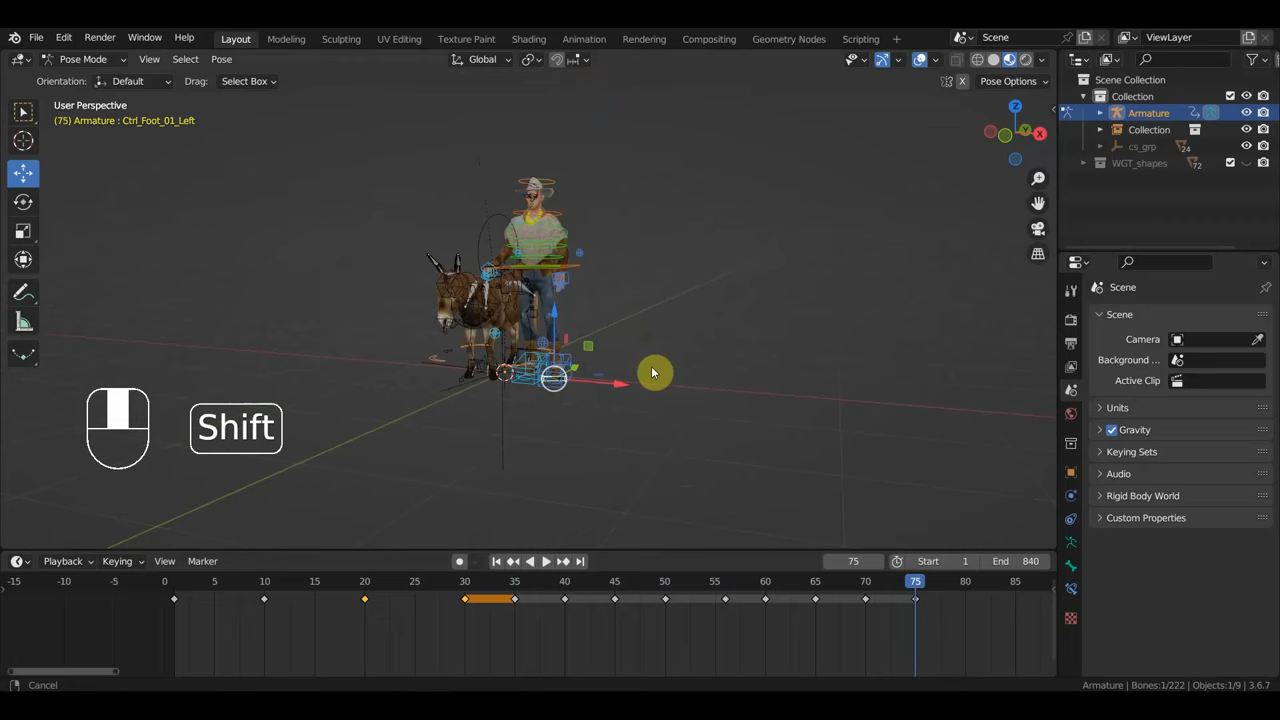 File Edit Render Window Help Layout Modeling Sculpting UV Editing Texture Paint Shading Animation Rendering Compositing Geometry Nodes Scripting + Scene ViewLayer
Pose Mode View Select Pose Global Pose Options
Orientation: Default Drag: Select Box X Pose Options
User Perspective
(75) Armature : Ctrl_Foot_01_Left
Z
Y
X
Shift
Scene Collection
Collection
Armature
Collection
cs_grp 24
WGT_shapes 72
Scene
Scene
Camera
Background ...
Active Clip
Units
Gravity
Keying Sets
Audio
Rigid Body World
Custom Properties
Playback Keying View Marker 75 Start 1 End 840
-15 -10 -5 0 5 10 15 20 25 30 35 40 45 50 55 60 65 70 75 80 85
Cancel Armature | Bones:1/222 | Objects:1/9 | 3.6.7